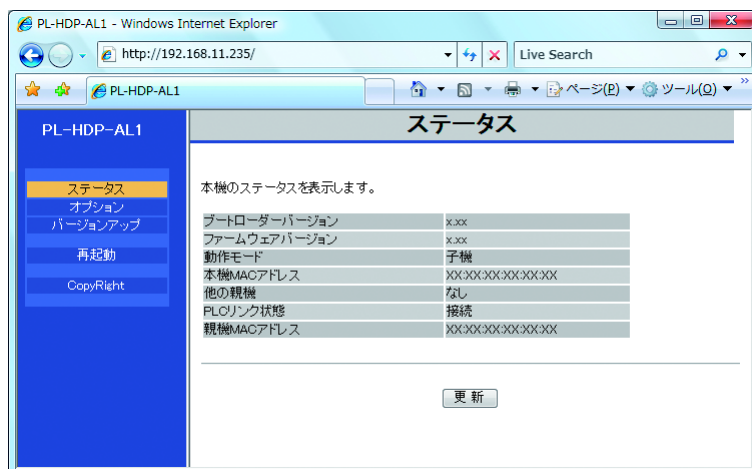 PL-HDP-AL1 - Windows Internet Explorer
http://192.168.11.235/
Live Search
PL-HDP-AL1
ページ(P)
ツール(O)
»
PL-HDP-AL1
ステータス
オプション
バージョンアップ
再起動
CopyRight
ステータス
本機のステータスを表示します。
ブートローダーバージョン x.xx
ファームウェアバージョン x.xx
動作モード 子機
本機MACアドレス XX:XX:XX:XX:XX:XX
他の親機 なし
PLCリンク状態 接続
親機MACアドレス XX:XX:XX:XX:XX:XX
更新